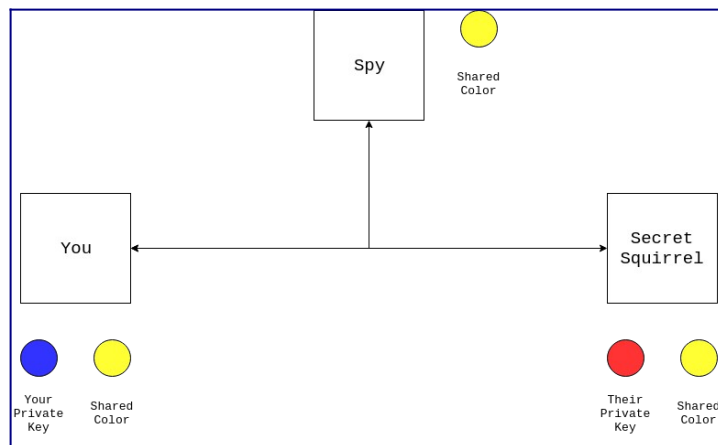 Spy
Shared
Color
You
Secret
Squirrel
Your
Private
Key
Shared
Color
Their
Private
Key
Shared
Color